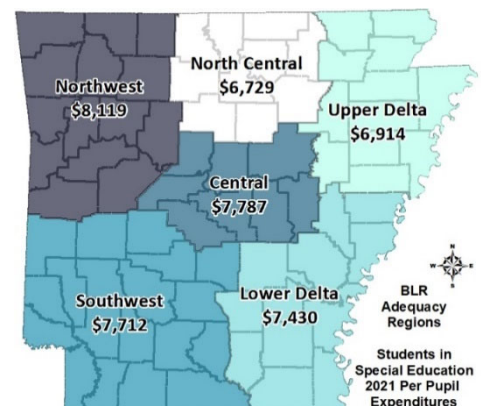 Northwest
$8,119
North Central
$6,729
Upper Delta
$6,914
Central
$7,787
Southwest
$7,712
Lower Delta
$7,430
N
W
E
S
BLR
Adequacy
Regions
Students in
Special Education
2021 Per Pupil
Expenditures